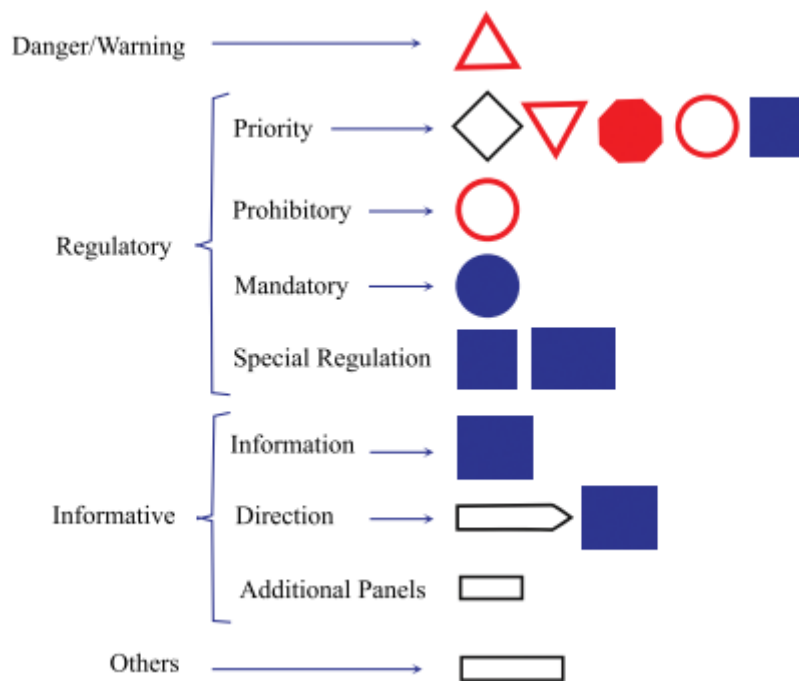 Danger/Warning
Priority
Prohibitory
Regulatory
Mandatory
Special Regulation
Information
Informative
Direction
Additional Panels
Others